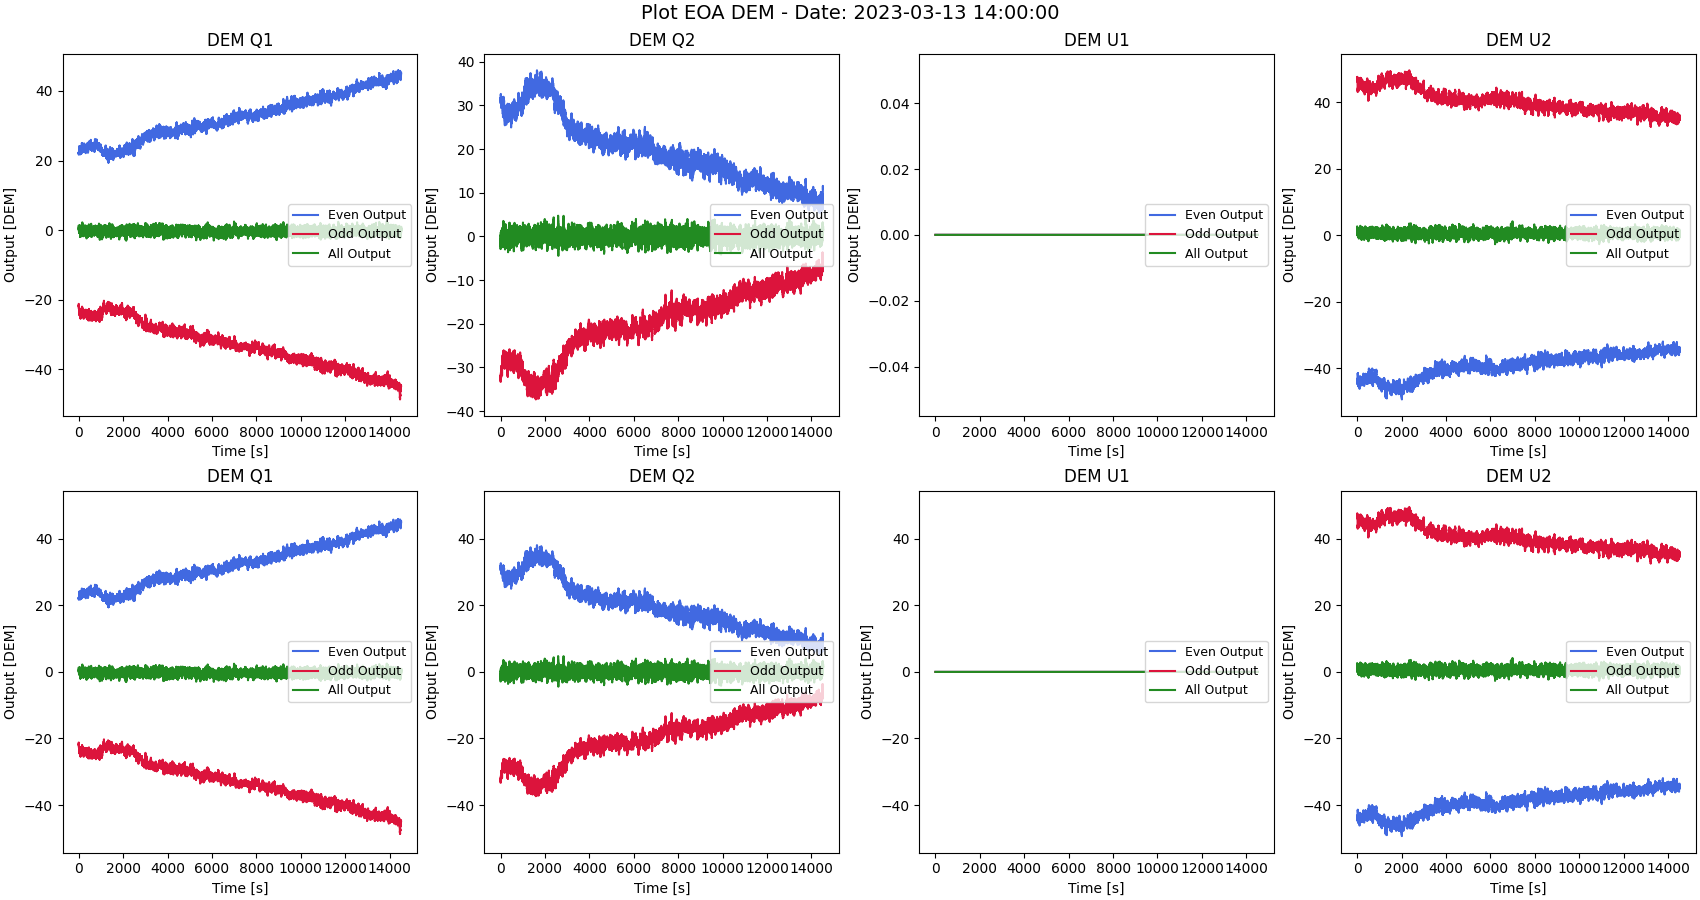 Plot EOA DEM - Date: 2023-03-13 14:00:00
DEM Q1
DEM Q2
DEM U1
DEM U2
Output [DEM]
40
20
0
−20
−40
Even Output
Odd Output
All Output
0 2000 4000 6000 8000 10000 12000 14000
Time [s]
Output [DEM]
40
30
20
10
0
−10
−20
−30
−40
Even Output
Odd Output
All Output
0 2000 4000 6000 8000 10000 12000 14000
Time [s]
Output [DEM]
0.04
0.02
0.00
−0.02
−0.04
Even Output
Odd Output
All Output
0 2000 4000 6000 8000 10000 12000 14000
Time [s]
Output [DEM]
40
20
0
−20
−40
Even Output
Odd Output
All Output
0 2000 4000 6000 8000 10000 12000 14000
Time [s]
DEM Q1
DEM Q2
DEM U1
DEM U2
Output [DEM]
40
20
0
−20
−40
Even Output
Odd Output
All Output
0 2000 4000 6000 8000 10000 12000 14000
Time [s]
Output [DEM]
40
20
0
−20
−40
Even Output
Odd Output
All Output
0 2000 4000 6000 8000 10000 12000 14000
Time [s]
Output [DEM]
40
20
0
−20
−40
Even Output
Odd Output
All Output
0 2000 4000 6000 8000 10000 12000 14000
Time [s]
Output [DEM]
40
20
0
−20
−40
Even Output
Odd Output
All Output
0 2000 4000 6000 8000 10000 12000 14000
Time [s]